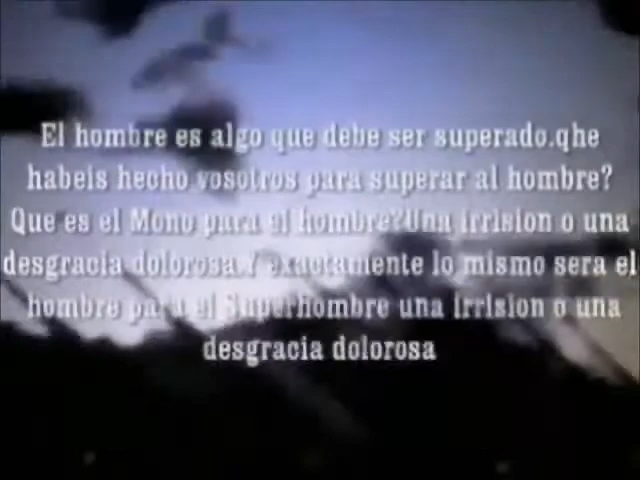 El hombre es algo que debe ser superado.qhe
habeis hecho vosotros para superar al hombre?
Que es el Mono para el hombre?Una irrision o una
desgracia dolorosa.Y exactamente lo mismo sera el
hombre para el Superhombre una irrision o una
desgracia dolorosa